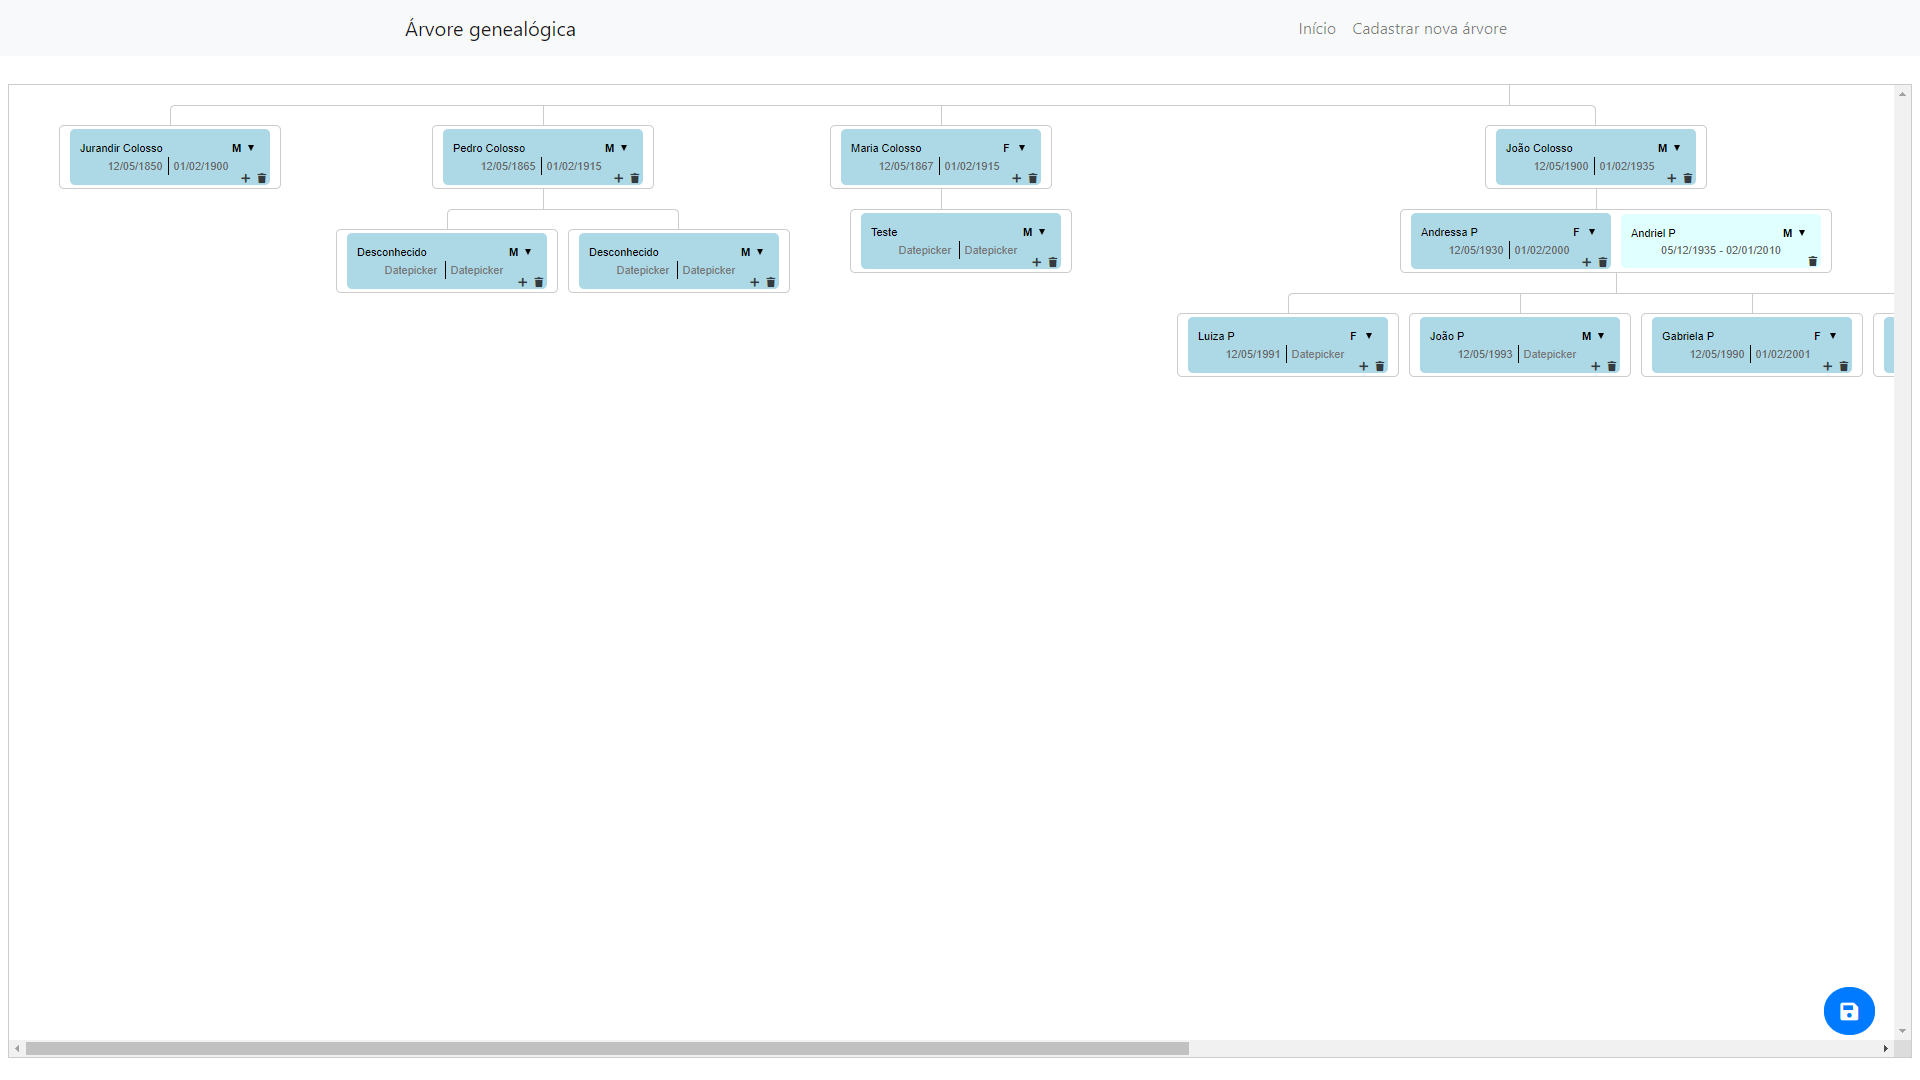 Árvore genealógica
Início Cadastrar nova árvore
Jurandir Colosso M
12/05/1850 01/02/1900
Pedro Colosso M
12/05/1865 01/02/1915
Maria Colosso F
12/05/1867 01/02/1915
João Colosso M
12/05/1900 01/02/1935
Desconhecido M
Datepicker Datepicker
Desconhecido M
Datepicker Datepicker
Teste M
Datepicker Datepicker
Andressa P F
12/05/1930 01/02/2000
Andriel P M
05/12/1935 - 02/01/2010
Luiza P F
12/05/1991 Datepicker
João P M
12/05/1993 Datepicker
Gabriela P F
12/05/1990 01/02/2001